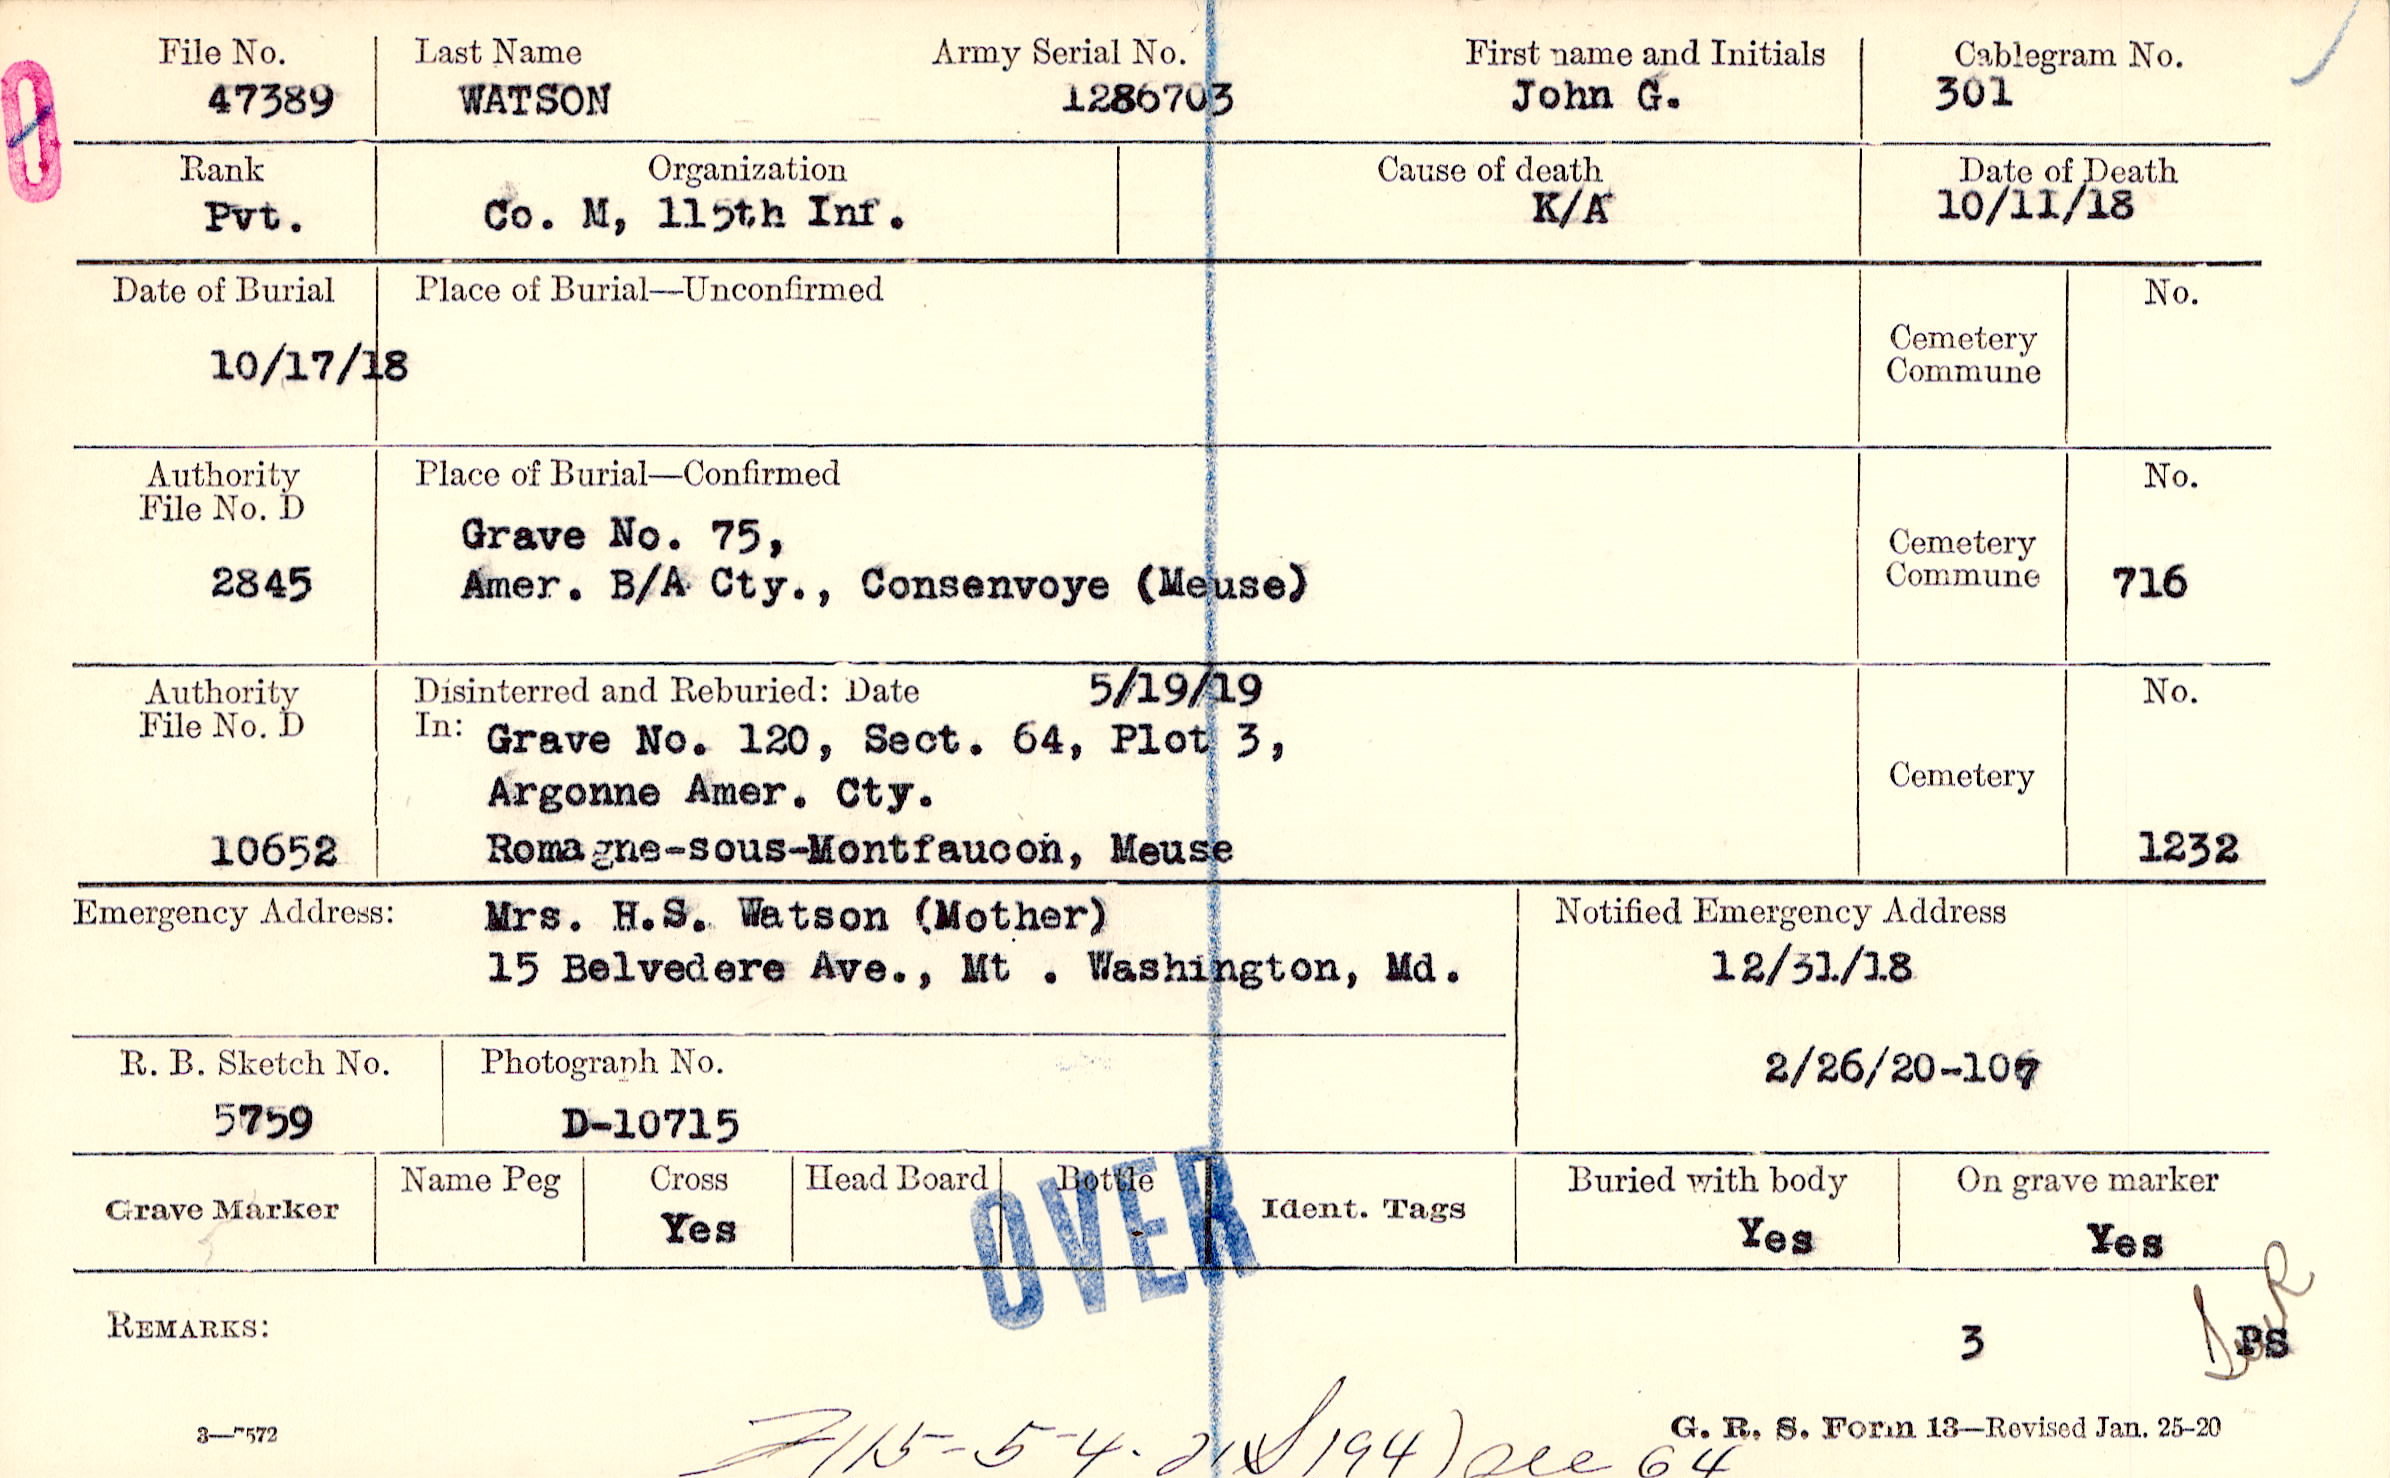 File No. Last Name Army Serial No. First name and Initials Cablegram No.
47389 WATSON 1286703 John G. 301
Rank Organization Cause of death Date of Death
Pvt. Co. M, 115th Inf. K/A 10/11/18
Date of Burial Place of Burial—Unconfirmed No.
10/17/18
Cemetery
Commune
Authority Place of Burial—Confirmed No.
File No. D
Grave No. 75,
Cemetery
2845 Amer. B/A Cty., Consenvoye (Meuse) Commune 716
Authority Disinterred and Reburied: Date 5/19/19 No.
File No. D In: Grave No. 120, Sect. 64, Plot 3,
Argonne Amer. Cty. Cemetery
10652 Romagne-sous-Montfaucon, Meuse 1232
Emergency Address: Mrs. H.S. Watson (Mother) Notified Emergency Address
15 Belvedere Ave., Mt . Washington, Md. 12/31/18
R. B. Sketch No. Photograph No. 2/26/20-107
5759 D-10715
Grave Marker Name Peg Cross Head Board Bottle Ident. Tags Buried with body On grave marker
Yes Yes Yes
OVER
REMARKS: 3 PS
3—7572 G. R. S. Form 13—Revised Jan. 25-20
115-5-4. 194) see 64